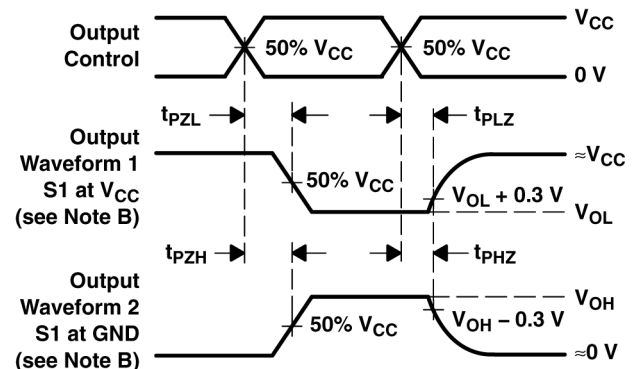 Output
Control
50% VCC
50% VCC
VCC
0 V
tPZL
tPLZ
Output
Waveform 1
S1 at VCC
(see Note B)
50% VCC
≈VCC
VOL + 0.3 V
VOL
tPZH
tPHZ
Output
Waveform 2
S1 at GND
(see Note B)
50% VCC
VOH
VOH − 0.3 V
≈0 V